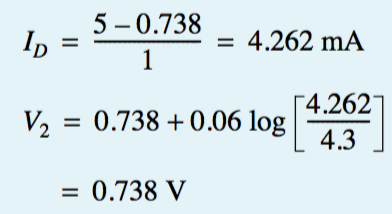 I_D = (5 – 0.738)/1 = 4.262 mA
V_2 = 0.738 + 0.06 log [4.262/4.3]
= 0.738 V